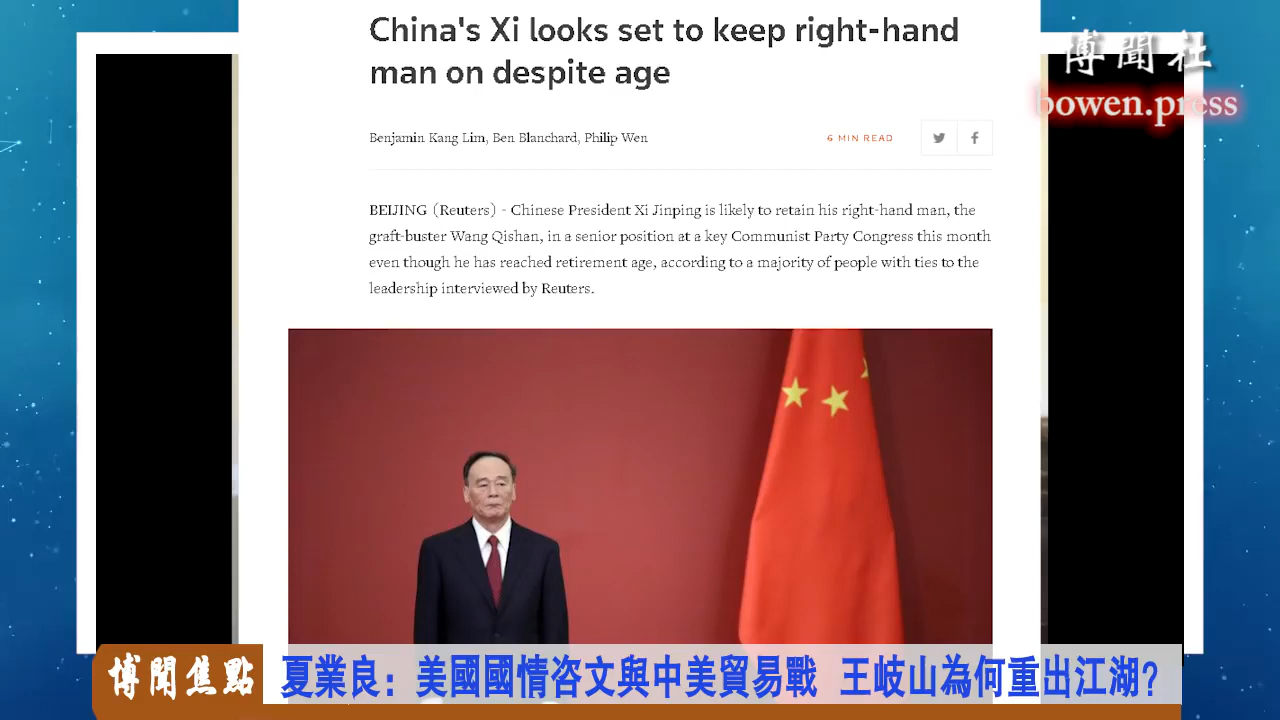 China's Xi looks set to keep right-hand
man on despite age
博聞社
bowen.press
Benjamin Kang Lim, Ben Blanchard, Philip Wen
6 MIN READ
BEIJING (Reuters) - Chinese President Xi Jinping is likely to retain his right-hand man, the
graft-buster Wang Qishan, in a senior position at a key Communist Party Congress this month
even though he has reached retirement age, according to a majority of people with ties to the
leadership interviewed by Reuters.
博聞焦點
夏業良：美國國情咨文與中美貿易戰 王岐山為何重出江湖？